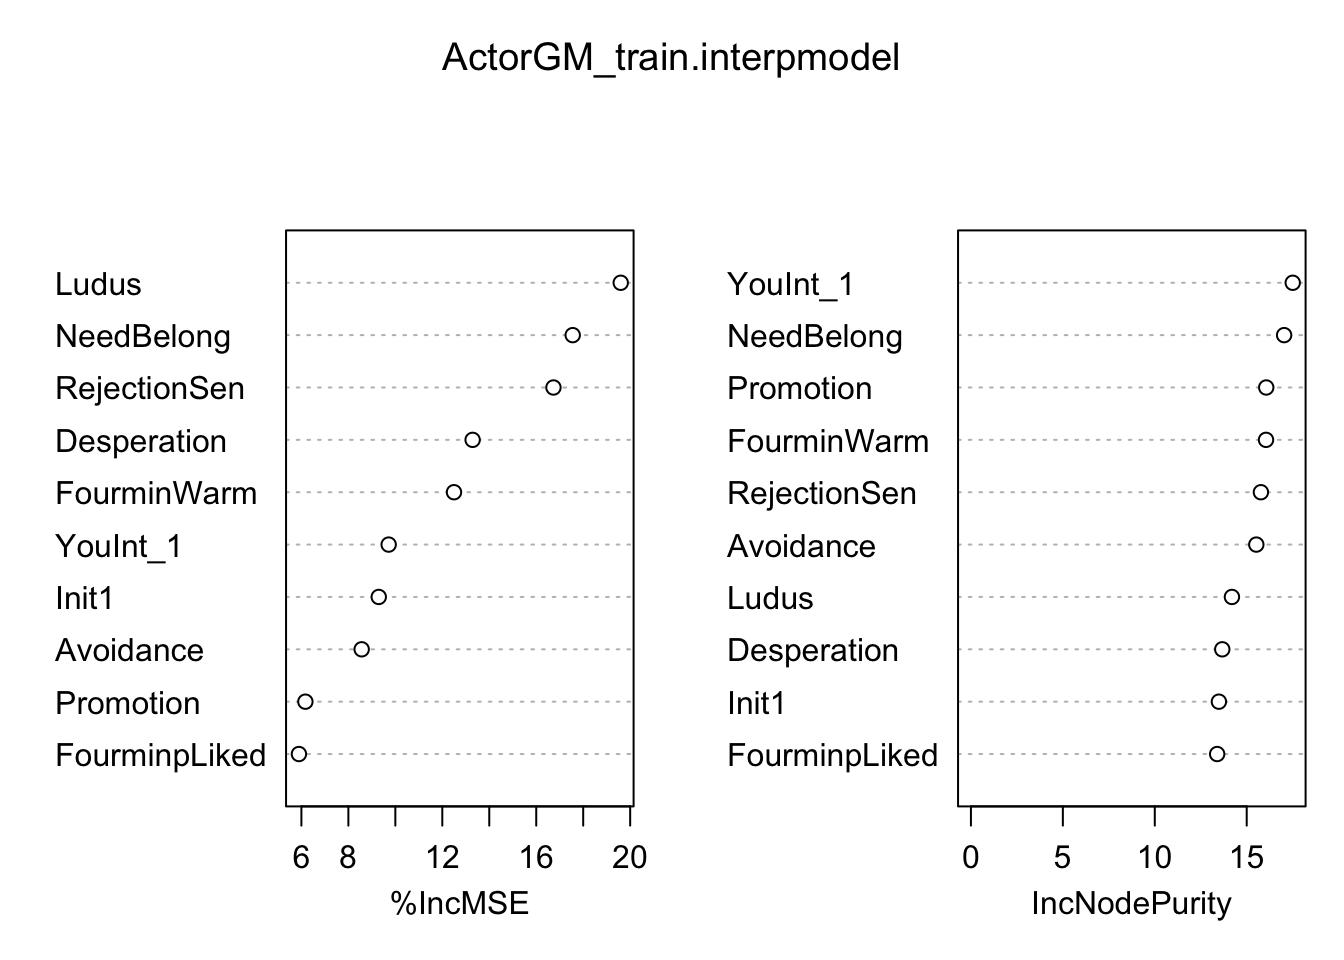 ActorGM_train.interpmodel
Ludus
NeedBelong
RejectionSen
Desperation
FourminWarm
YouInt_1
Init1
Avoidance
Promotion
FourminpLiked
6 8 12 16 20
%IncMSE
YouInt_1
NeedBelong
Promotion
FourminWarm
RejectionSen
Avoidance
Ludus
Desperation
Init1
FourminpLiked
0 5 10 15
IncNodePurity